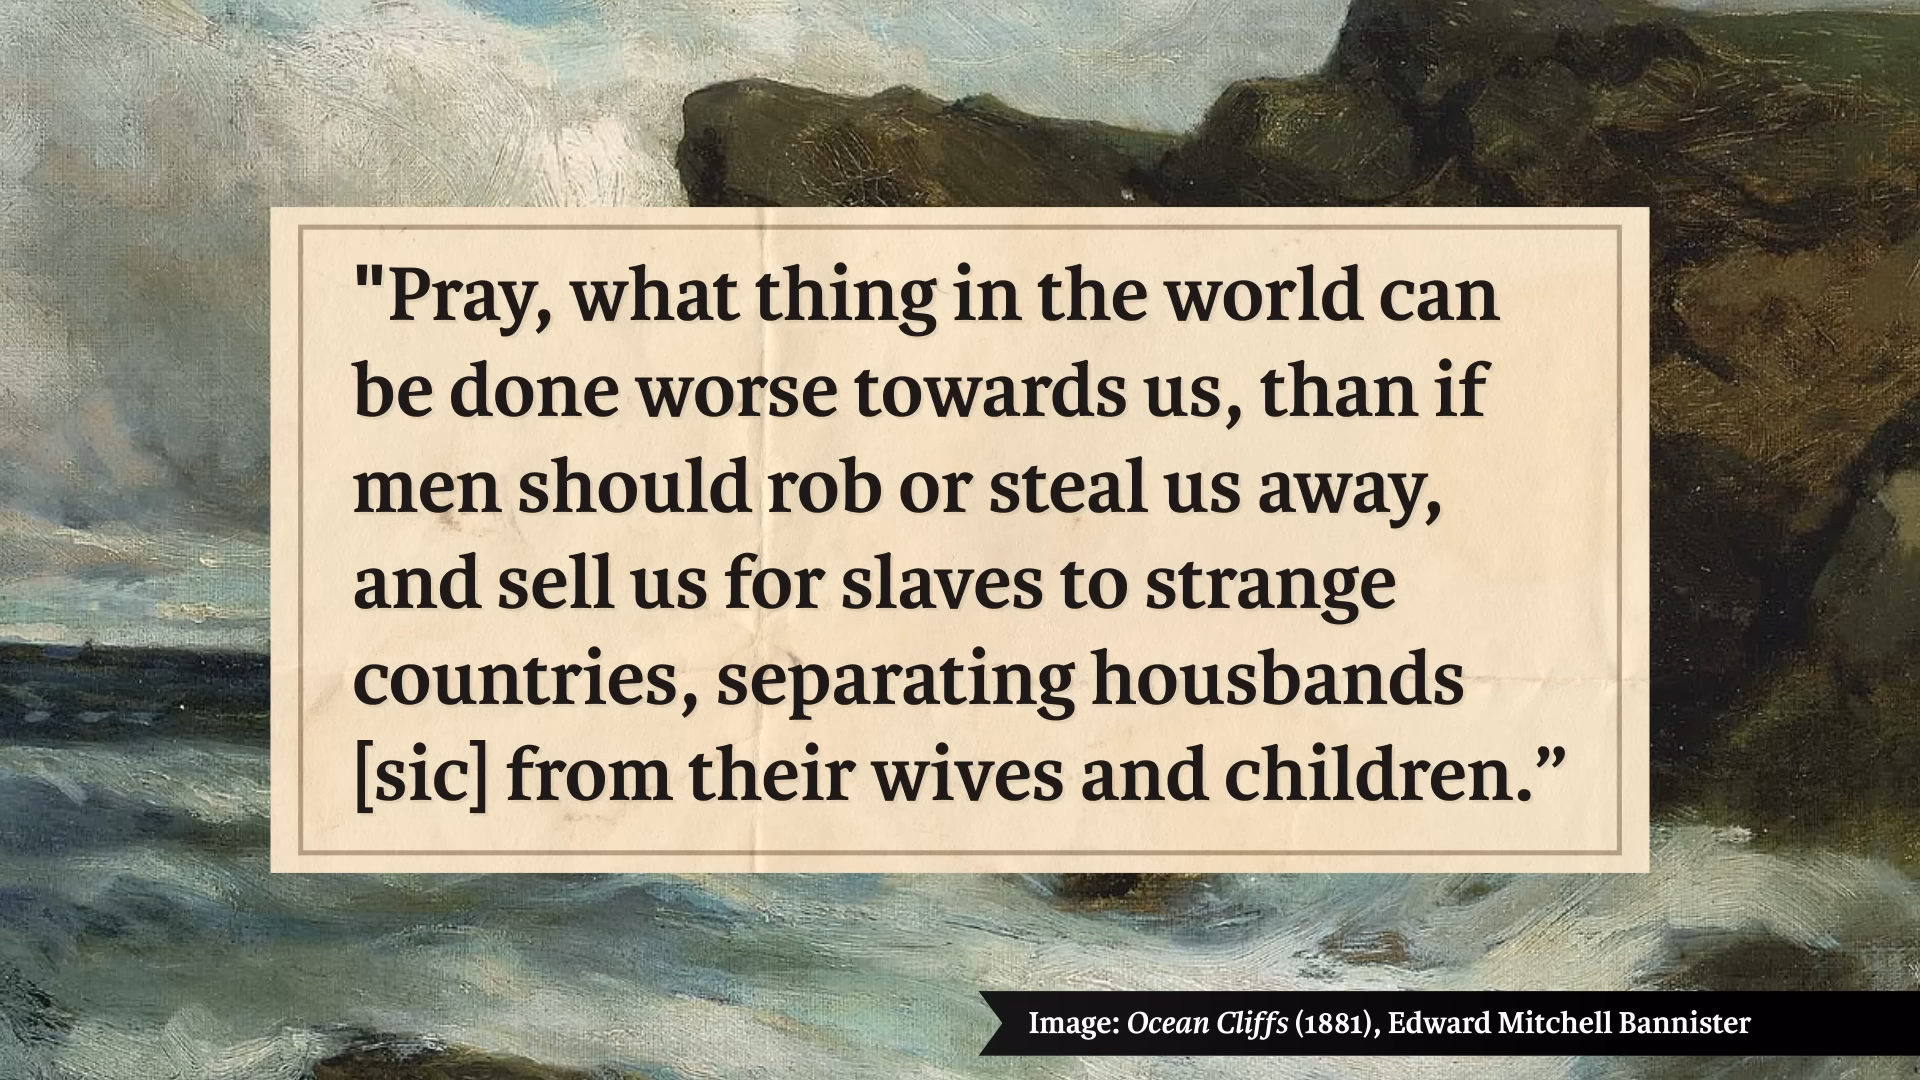 "Pray, what thing in the world can
be done worse towards us, than if
men should rob or steal us away,
and sell us for slaves to strange
countries, separating housbands
[sic] from their wives and children.”
Image: Ocean Cliffs (1881), Edward Mitchell Bannister